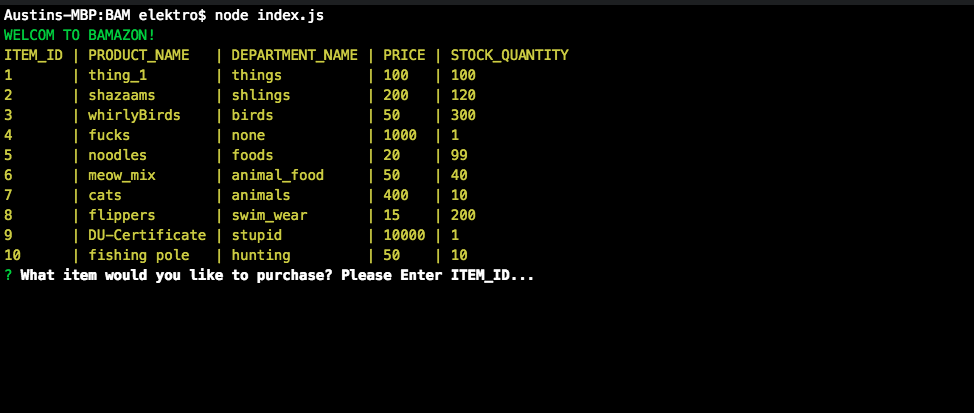 Austins-MBP:BAM elektro$ node index.js
WELCOM TO BAMAZON!
ITEM_ID | PRODUCT_NAME   | DEPARTMENT_NAME | PRICE | STOCK_QUANTITY
1       | thing_1        | things          | 100   | 100
2       | shazaams       | shlings         | 200   | 120
3       | whirlyBirds    | birds           | 50    | 300
4       | fucks          | none            | 1000  | 1
5       | noodles        | foods           | 20    | 99
6       | meow_mix       | animal_food     | 50    | 40
7       | cats           | animals         | 400   | 10
8       | flippers       | swim_wear       | 15    | 200
9       | DU-Certificate | stupid          | 10000 | 1
10      | fishing pole   | hunting         | 50    | 10
? What item would you like to purchase? Please Enter ITEM_ID...